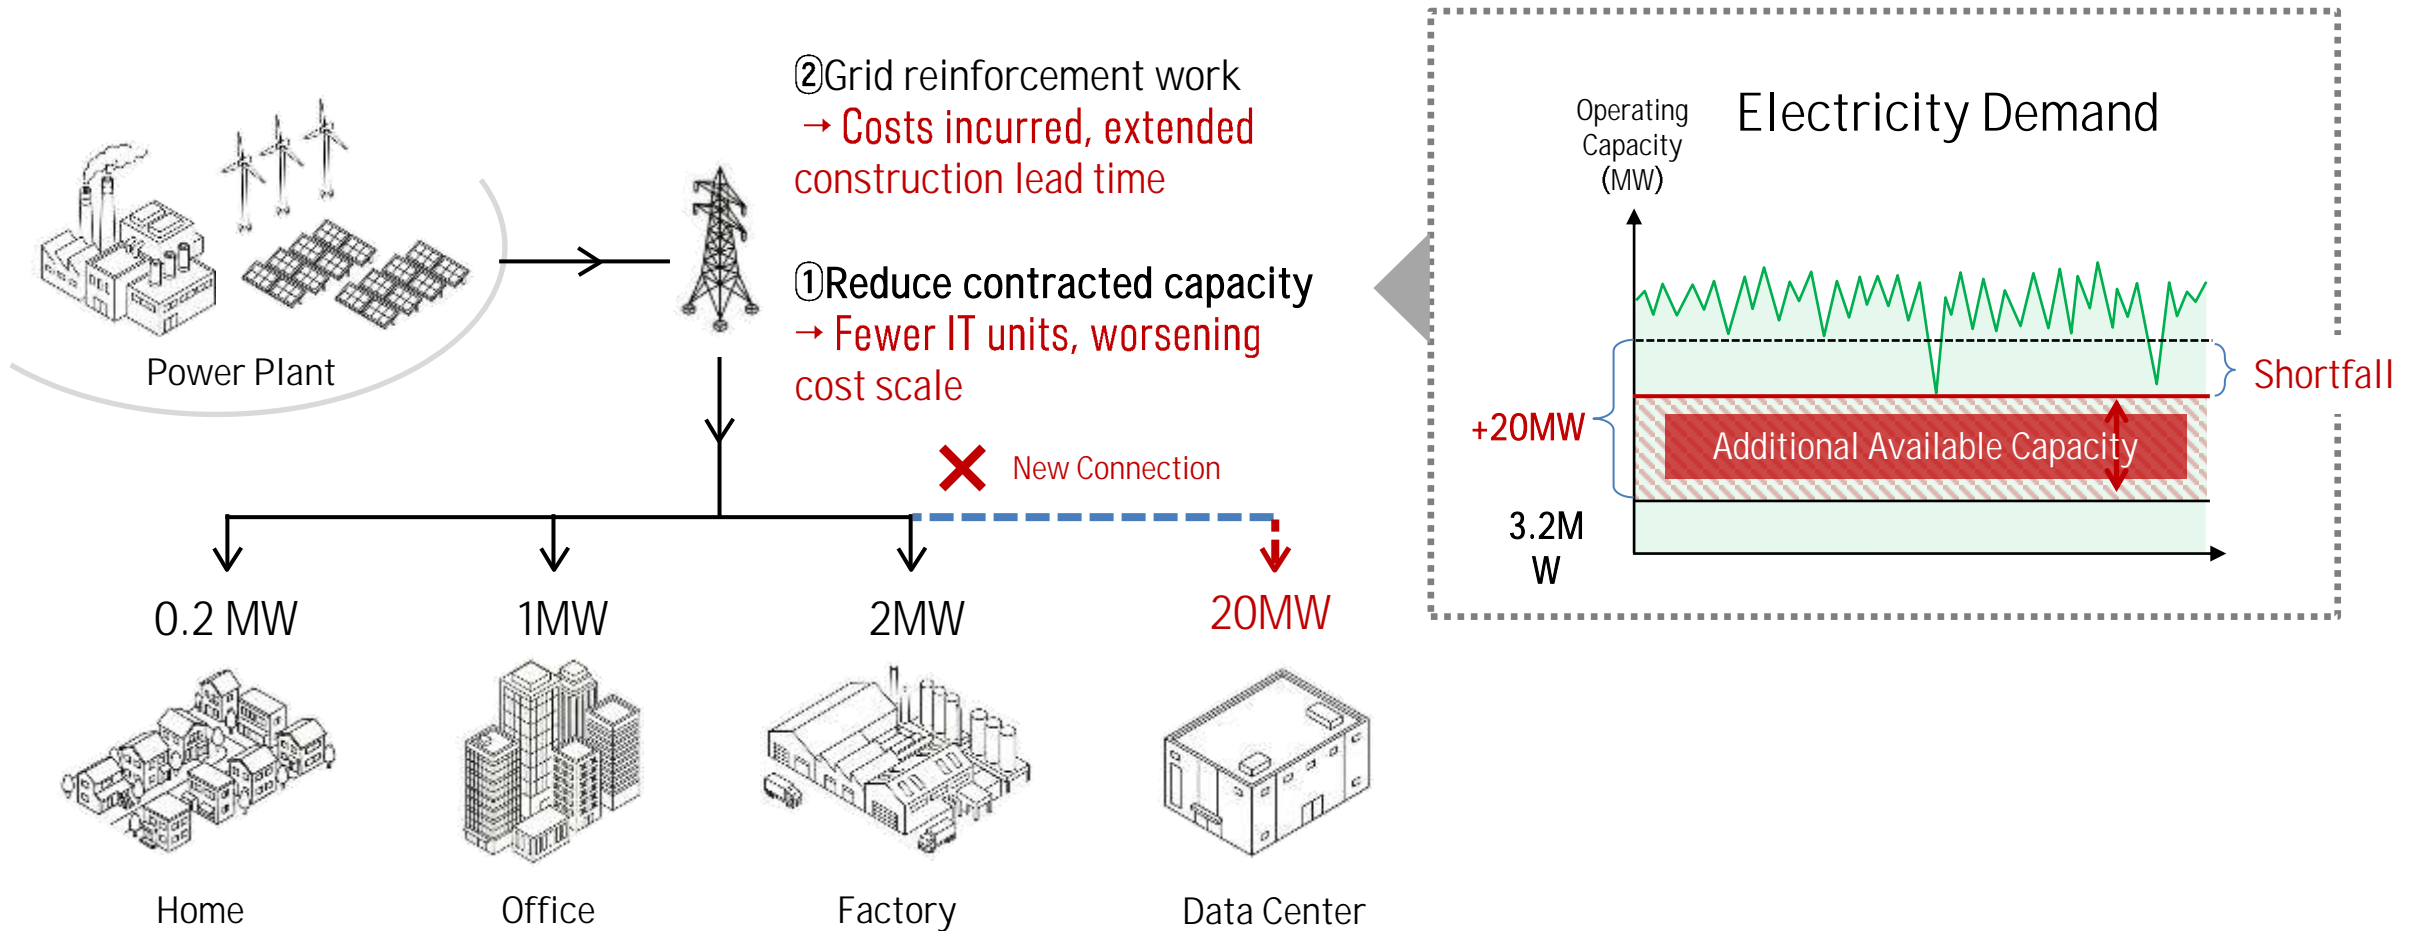 ②Grid reinforcement work
→ Costs incurred, extended
construction lead time
①Reduce contracted capacity
→ Fewer IT units, worsening
cost scale
Power Plant
New Connection
0.2 MW
1MW
2MW
20MW
Home
Office
Factory
Data Center
Electricity Demand
Operating
Capacity
(MW)
Shortfall
+20MW
Additional Available Capacity
3.2M
W